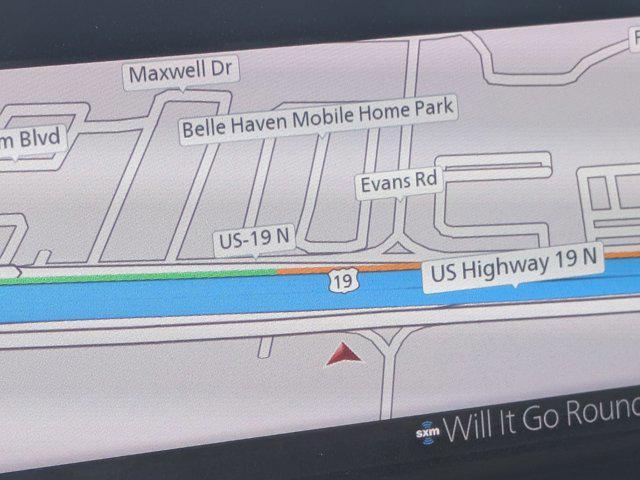 Maxwell Dr
m Blvd
Belle Haven Mobile Home Park
Evans Rd
US-19 N
US Highway 19 N
19
sxm Will It Go Round